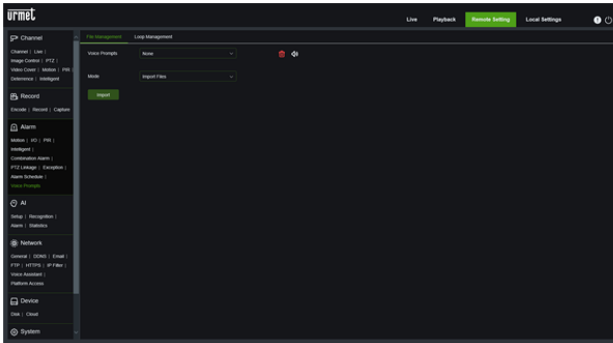 urmet
Live Playback Remote Setting Local Settings
Channel
Channel | Live |
Image Control | PTZ |
Video Cover | Motion | PIR |
Deterrence | Intelligent
Record
Encode | Record | Capture
Alarm
Motion | I/O | PIR |
Intelligent |
Combination Alarm |
PTZ Linkage | Exception |
Alarm Schedule |
Voice Prompts
AI
Setup | Recognition |
Alarm | Statistics
Network
General | DDNS | Email |
FTP | HTTPS | IP Filter |
Voice Assistant |
Platform Access
Device
Disk | Cloud
System
File Management Loop Management
Voice Prompts None
Mode Import Files
Import